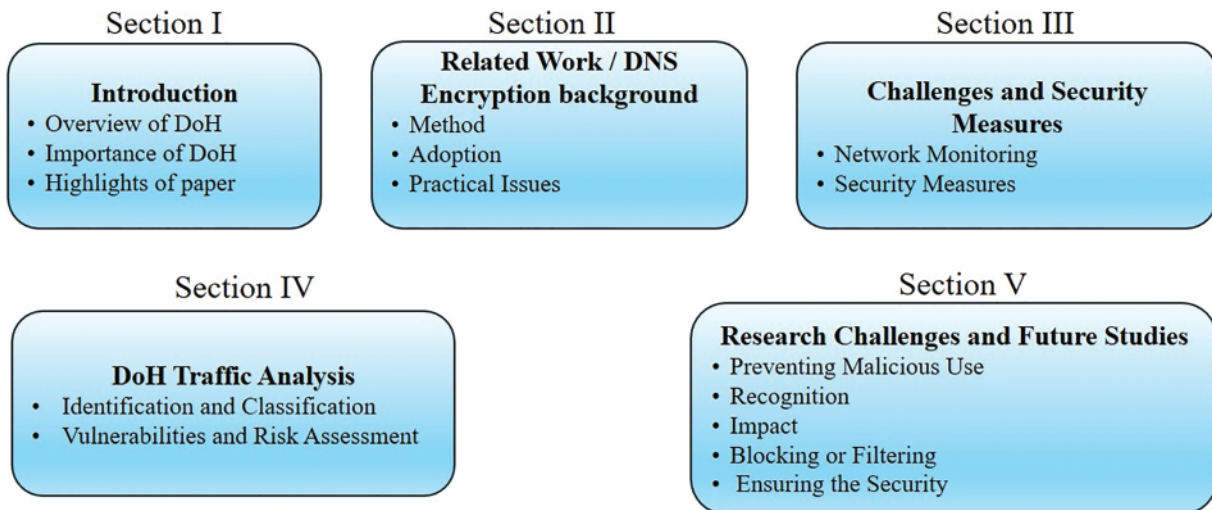 Section I
Introduction
• Overview of DoH
• Importance of DoH
• Highlights of paper
Section II
Related Work / DNS
Encryption background
• Method
• Adoption
• Practical Issues
Section III
Challenges and Security
Measures
• Network Monitoring
• Security Measures
Section IV
DoH Traffic Analysis
• Identification and Classification
• Vulnerabilities and Risk Assessment
Section V
Research Challenges and Future Studies
• Preventing Malicious Use
• Recognition
• Impact
• Blocking or Filtering
• Ensuring the Security